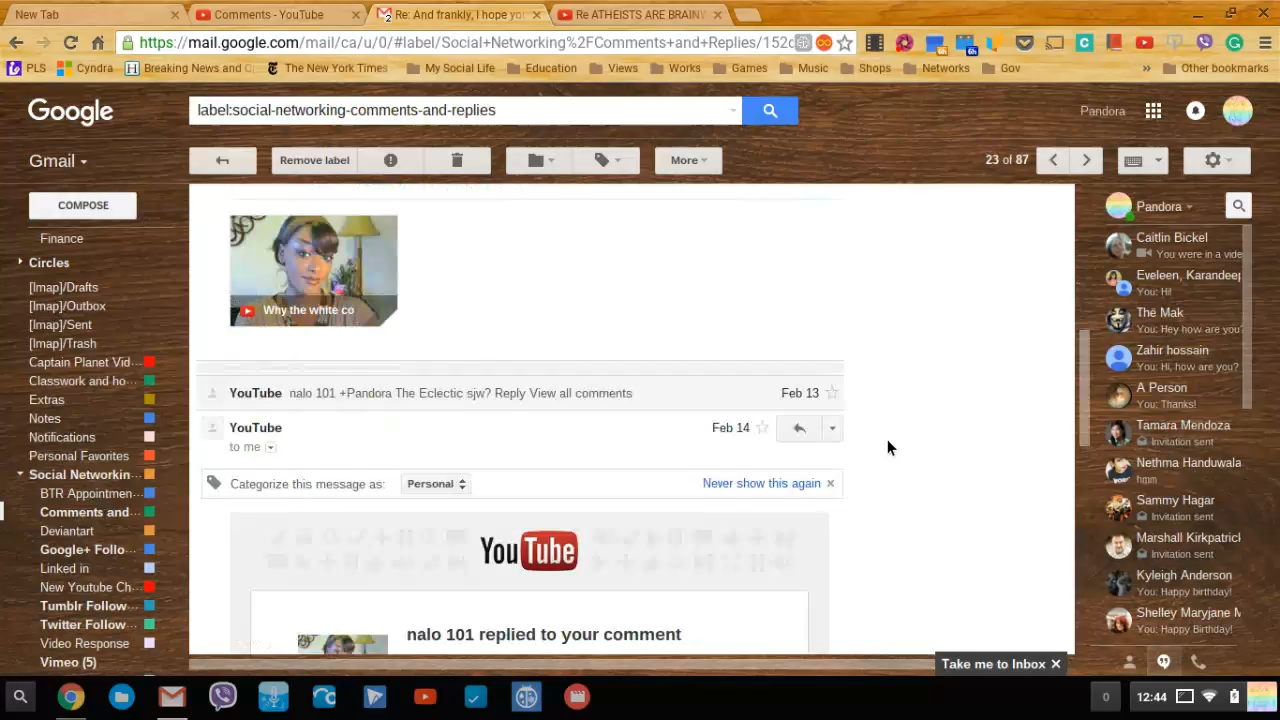 New Tab
Comments - YouTube
Re: And frankly, I hope you
Re ATHEISTS ARE BRAINW
https://mail.google.com/mail/ca/u/0/#label/Social+Networking%2FComments+and+Replies/152c
PLS
Cyndra
Breaking News and O
The New York Times
My Social Life
Education
Views
Works
Games
Music
Shops
Networks
Gov
»
Other bookmarks
Google
label:social-networking-comments-and-replies
Pandora
Gmail
Remove label
More
23 of 87
COMPOSE
Finance
Circles
[Imap]/Drafts
[Imap]/Outbox
[Imap]/Sent
[Imap]/Trash
Captain Planet Vid...
Classwork and ho...
Extras
Notes
Notifications
Personal Favorites
Social Networkin...
BTR Appointmen...
Comments and...
Deviantart
Google+ Follo...
Linked in
New Youtube Ch...
Tumblr Follow...
Twitter Follow...
Video Response
Vimeo (5)
Why the white co
YouTube nalo 101 +Pandora The Eclectic sjw? Reply View all comments Feb 13
YouTube Feb 14
to me
Categorize this message as: Personal Never show this again
YouTube
nalo 101 replied to your comment
Pandora
Caitlin Bickel
You were in a vide
Eveleen, Karandeep
You: Hi!
The Mak
You: Hey how are you?
Zahir hossain
You: Hi, how are you?
A Person
You: Thanks!
Tamara Mendoza
Invitation sent
Nethma Handuwala
hmm
Sammy Hagar
Invitation sent
Marshall Kirkpatrick
Invitation sent
Kyleigh Anderson
You: Happy birthday!
Shelley Maryjane M
You: Happy Birthday!
Take me to Inbox
0
12:44